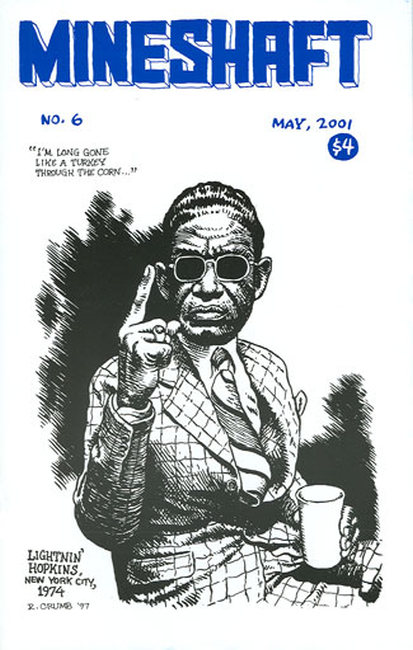 MINESHAFT
NO. 6
MAY, 2001
$4
"I'M LONG GONE
LIKE A TURKEY
THROUGH THE CORN..."
LIGHTNIN'
HOPKINS,
NEW YORK CITY,
1974
R. CRUMB '97